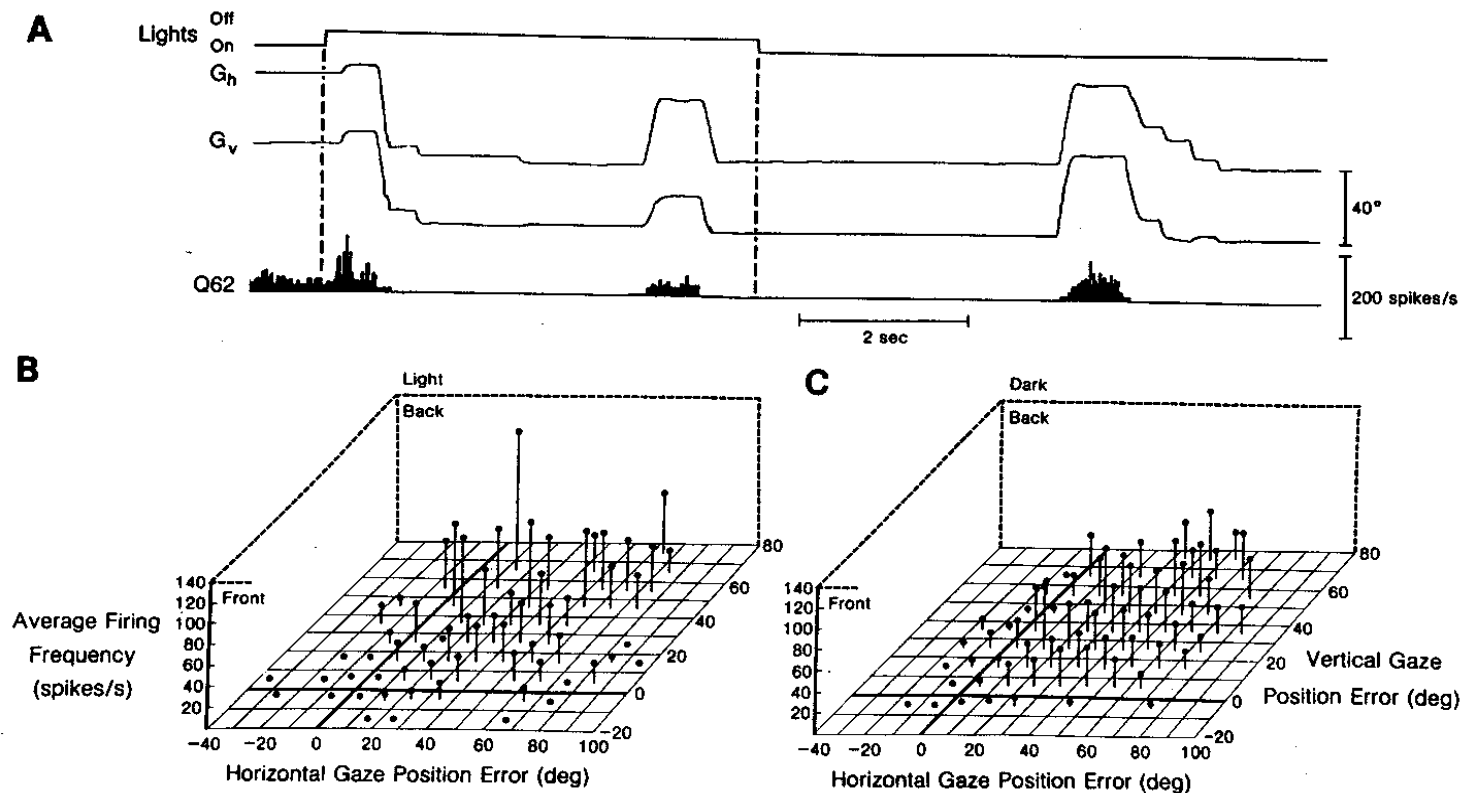 A
Lights
Off
On
Gh
Gv
Q62
40°
200 spikes/s
2 sec
B
Light
Back
Front
140
120
100
80
60
40
20
Average Firing
Frequency
(spikes/s)
80
60
40
20
0
-20
-40 -20 0 20 40 60 80 100
Horizontal Gaze Position Error (deg)
C
Dark
Back
Front
140
120
100
80
60
40
20
80
60
40
20
0
-20
Vertical Gaze
Position Error (deg)
-40 -20 0 20 40 60 80 100
Horizontal Gaze Position Error (deg)